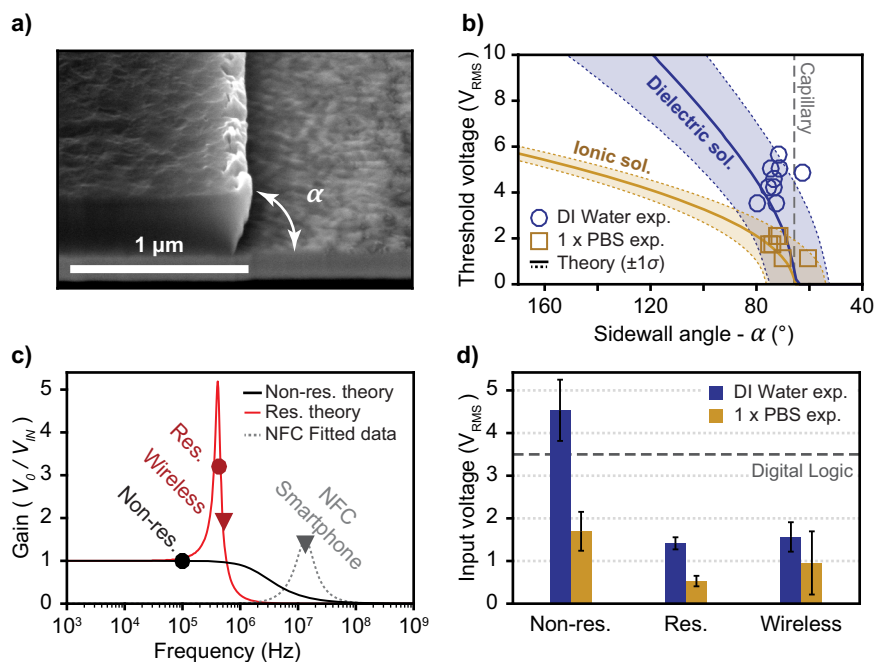 a)
α
1 µm
b)
Threshold voltage (V_RMS)
10
8
6
4
2
0
160
120
80
40
Sidewall angle - α (°)
Dielectric sol.
Ionic sol.
Capillary
DI Water exp.
1 x PBS exp.
Theory (±1σ)
c)
Gain ( V_0 / V_IN )
5
4
3
2
1
0
10^3
10^4
10^5
10^6
10^7
10^8
10^9
Frequency (Hz)
Non-res. theory
Res. theory
NFC Fitted data
Non-res.
Res.
Wireless
NFC
Smartphone
d)
Input voltage (V_RMS)
5
4
3
2
1
0
DI Water exp.
1 x PBS exp.
Digital Logic
Non-res.
Res.
Wireless